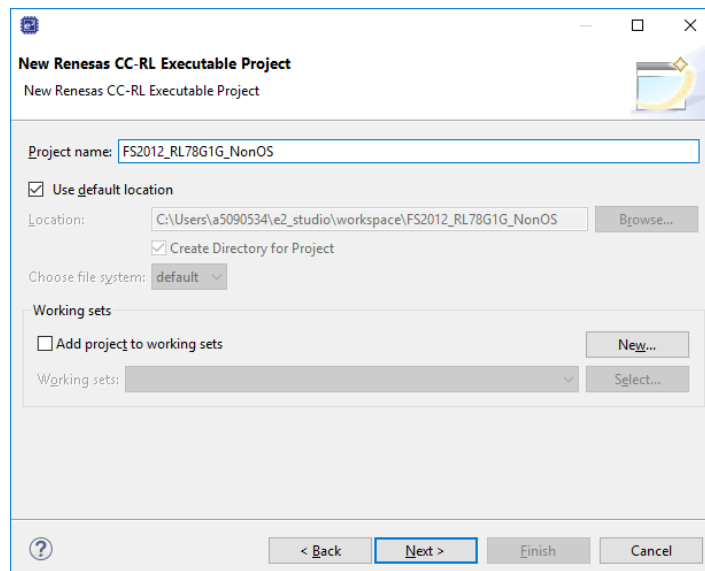 New Renesas CC-RL Executable Project
New Renesas CC-RL Executable Project
Project name: FS2012_RL78G1G_NonOS
Use default location
Location: C:\Users\a5090534\e2_studio\workspace\FS2012_RL78G1G_NonOS Browse...
Create Directory for Project
Choose file system: default
Working sets
Add project to working sets New...
Working sets: Select...
? < Back Next > Finish Cancel